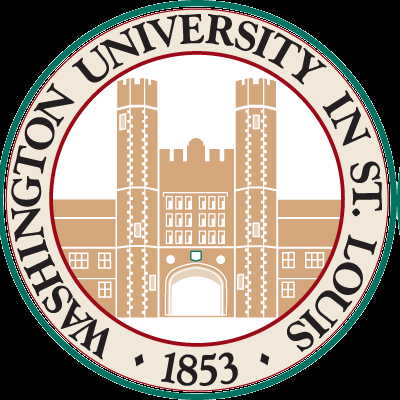 WASHINGTON UNIVERSITY IN ST. LOUIS
· 1853 ·